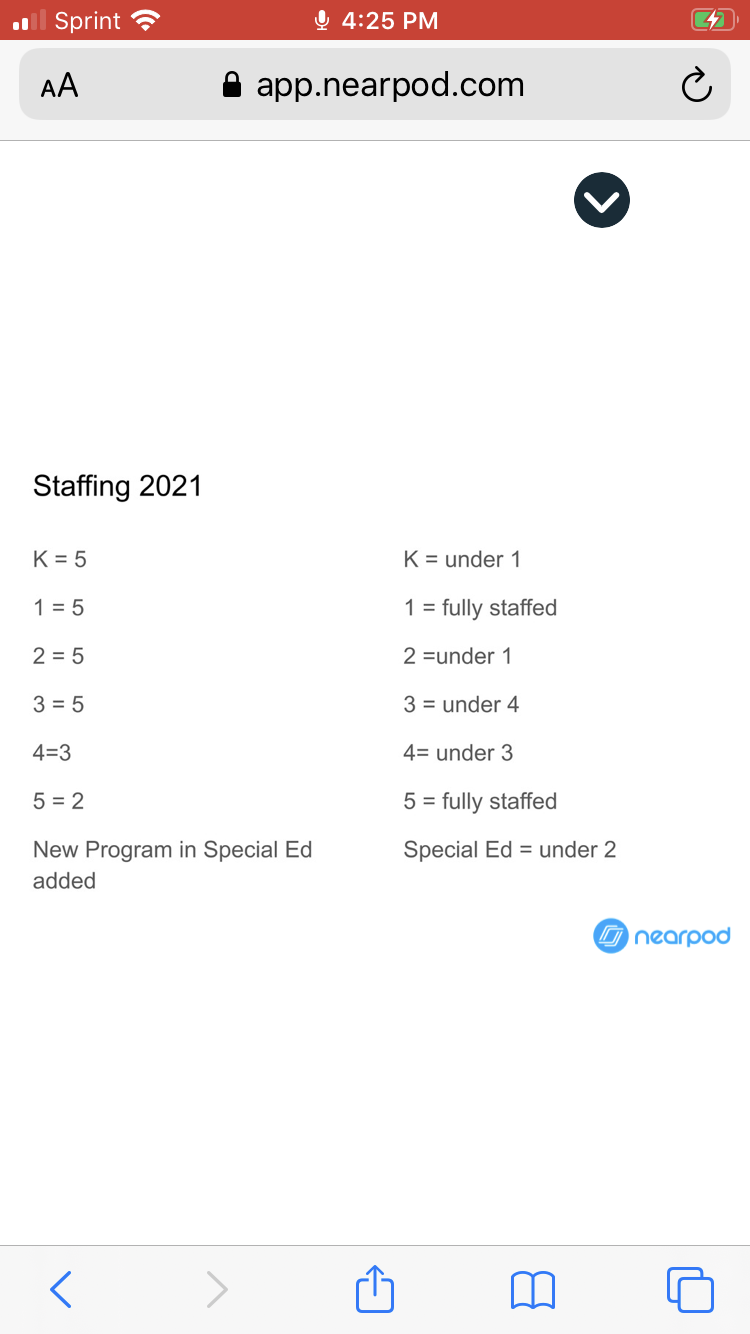 Sprint 4:25 PM
AA app.nearpod.com
Staffing 2021
K = 5
K = under 1
1 = 5
1 = fully staffed
2 = 5
2 =under 1
3 = 5
3 = under 4
4=3
4= under 3
5 = 2
5 = fully staffed
New Program in Special Ed
added
Special Ed = under 2
nearpod